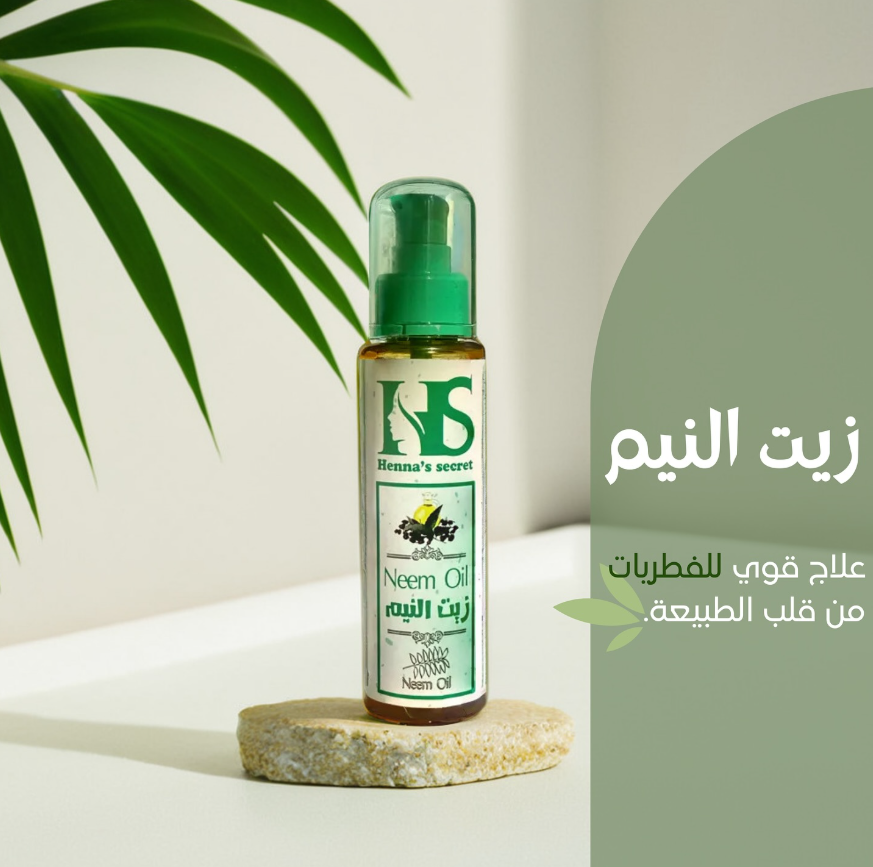 HS
Henna's secret
Neem Oil
زيت النيم
Neem Oil
زيت النيم
علاج قوي للفطريات
من قلب الطبيعة.